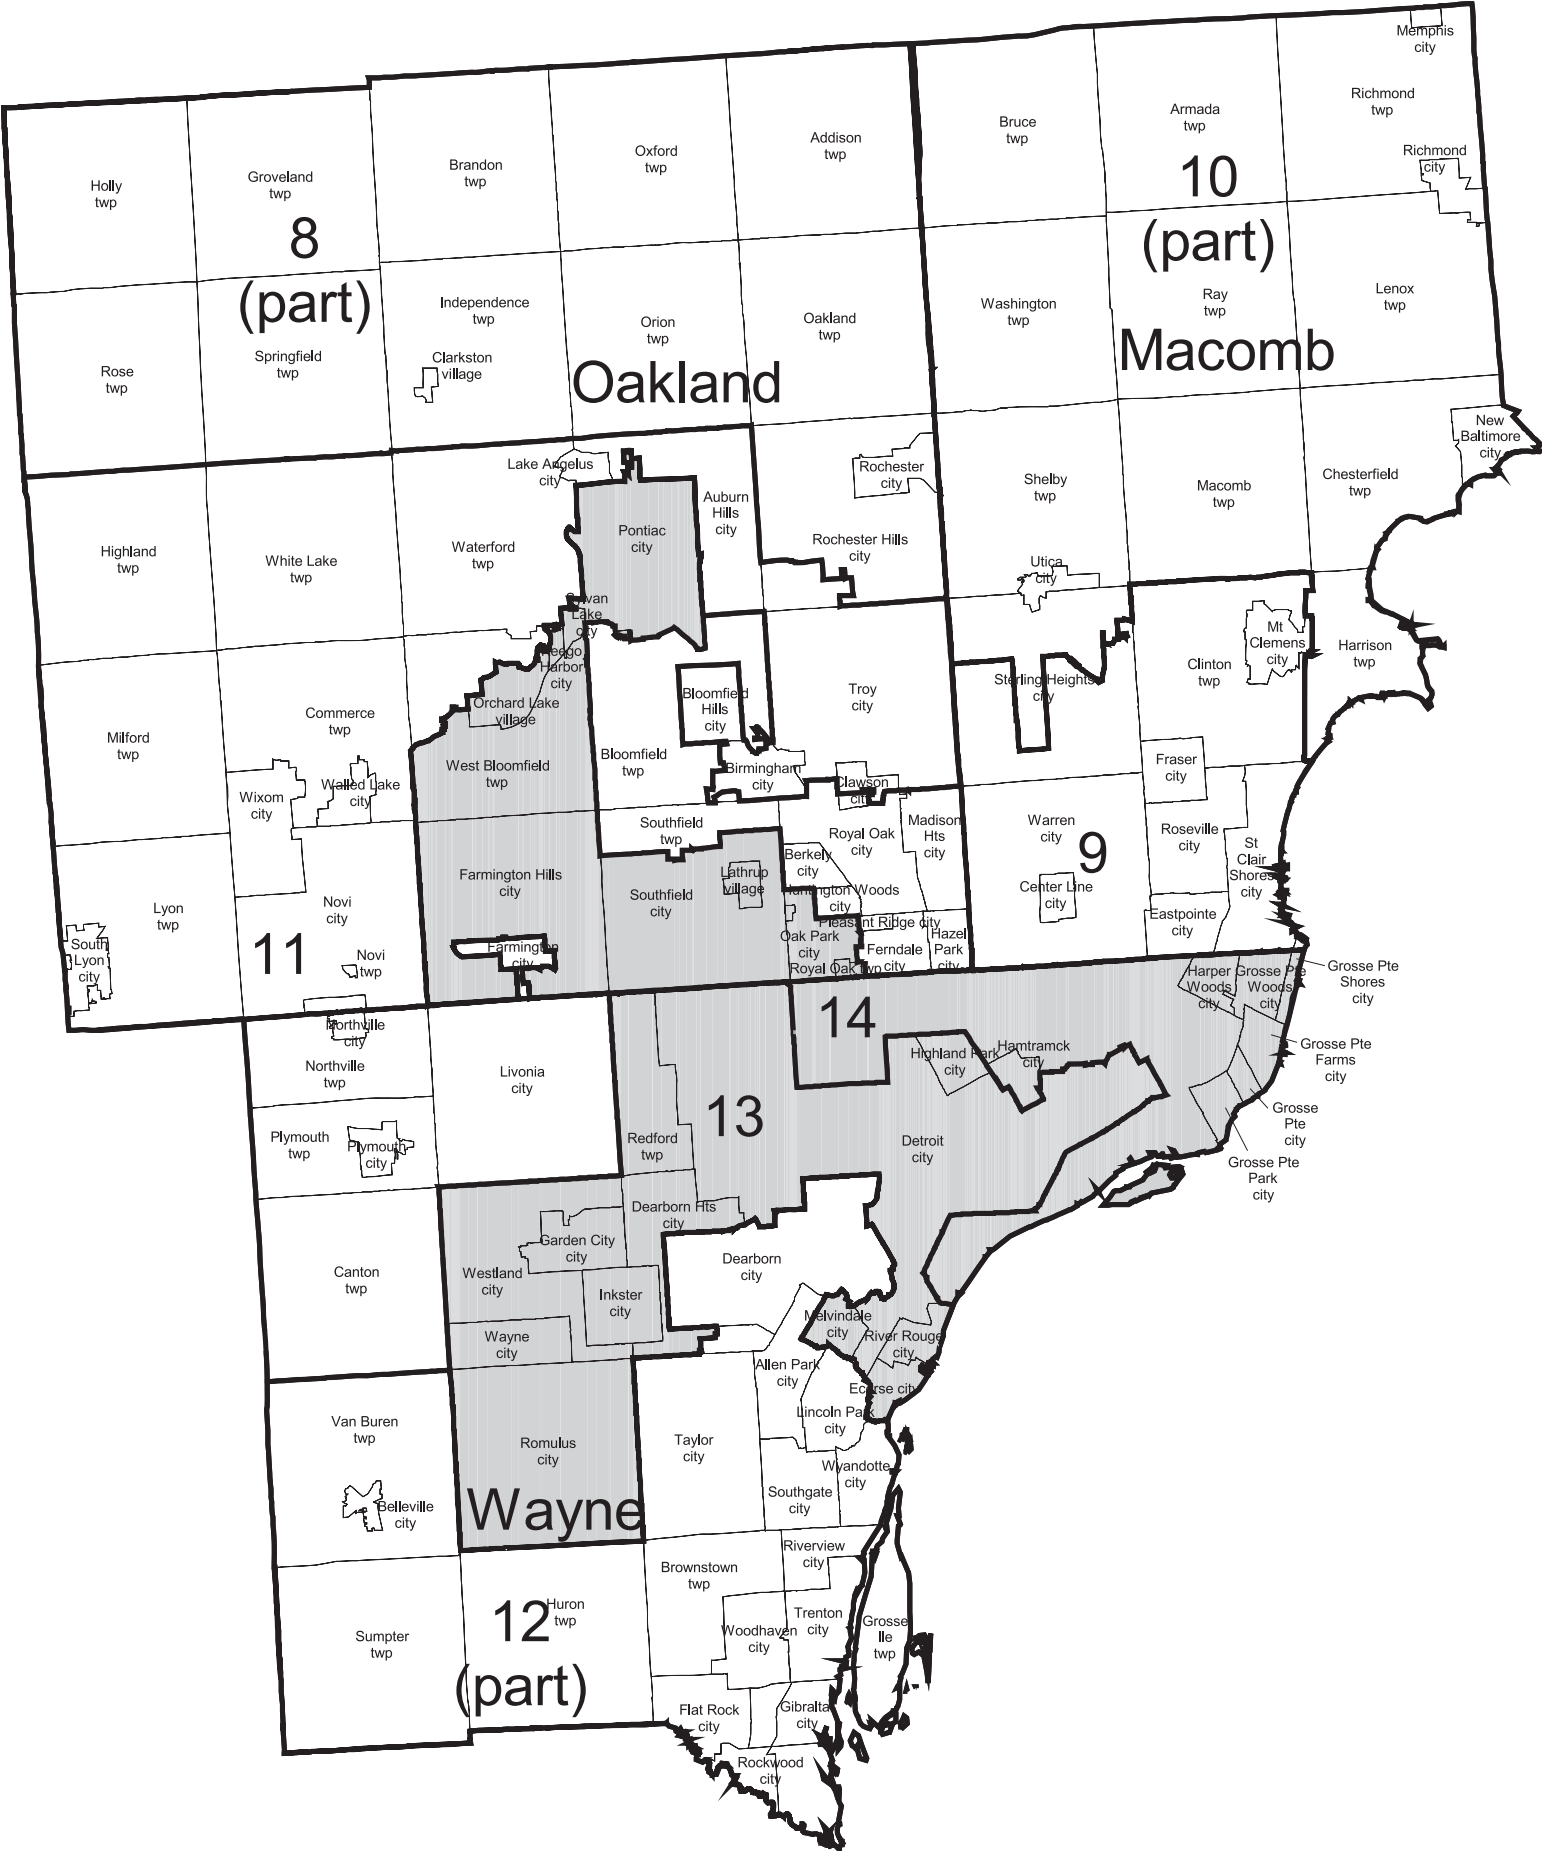 Memphis
city
Bruce
twp
Armada
twp
Richmond
twp
Addison
twp
Oxford
twp
Brandon
twp
Groveland
twp
Holly
twp
Richmond
city
10
(part)
8
(part)
Independence
twp
Orion
twp
Oakland
twp
Washington
twp
Ray
twp
Lenox
twp
Rose
twp
Springfield
twp
Clarkston
village
Oakland
Macomb
New
Baltimore
city
Lake Angelus
city
Rochester
city
Shelby
twp
Macomb
twp
Chesterfield
twp
Auburn
Hills
city
Pontiac
city
Rochester Hills
city
Highland
twp
White Lake
twp
Waterford
twp
Utica
city
Sylvan
Lake
city
Keego
Harbor
city
Mt
Clemens
city
Harrison
twp
Clinton
twp
Sterling Heights
city
Troy
city
Bloomfield
Hills
city
Orchard Lake
village
Commerce
twp
Milford
twp
West Bloomfield
twp
Bloomfield
twp
Birmingham
city
Clawson
city
Fraser
city
Walled Lake
city
Wixom
city
Southfield
twp
Royal Oak
city
Madison
Hts
city
Warren
city
9
Roseville
city
St
Clair
Shores
city
Berkely
city
Lathrup
village
Farmington Hills
city
Southfield
city
Huntington Woods
city
Center Line
city
Eastpointe
city
Lyon
twp
Novi
city
Pleasant Ridge city
Oak Park
city
Ferndale
city
Hazel
Park
city
Royal Oak twp
South
Lyon
city
11
Novi
twp
Farmington
city
Harper
Woods
city
Grosse Pte
Woods
city
Grosse Pte
Shores
city
14
Northville
city
Northville
twp
Livonia
city
Highland Park
city
Hamtramck
city
Grosse Pte
Farms
city
13
Grosse
Pte
city
Plymouth
twp
Plymouth
city
Redford
twp
Detroit
city
Grosse Pte
Park
city
Dearborn Hts
city
Garden City
city
Dearborn
city
Canton
twp
Westland
city
Inkster
city
Wayne
city
Melvindale
city
River Rouge
city
Allen Park
city
Ecorse city
Lincoln Park
city
Van Buren
twp
Romulus
city
Taylor
city
Wyandotte
city
Southgate
city
Belleville
city
Wayne
Riverview
city
Brownstown
twp
12
(part)
Huron
twp
Trenton
city
Woodhaven
city
Grosse
Ile
twp
Sumpter
twp
Flat Rock
city
Gibraltar
city
Rockwood
city